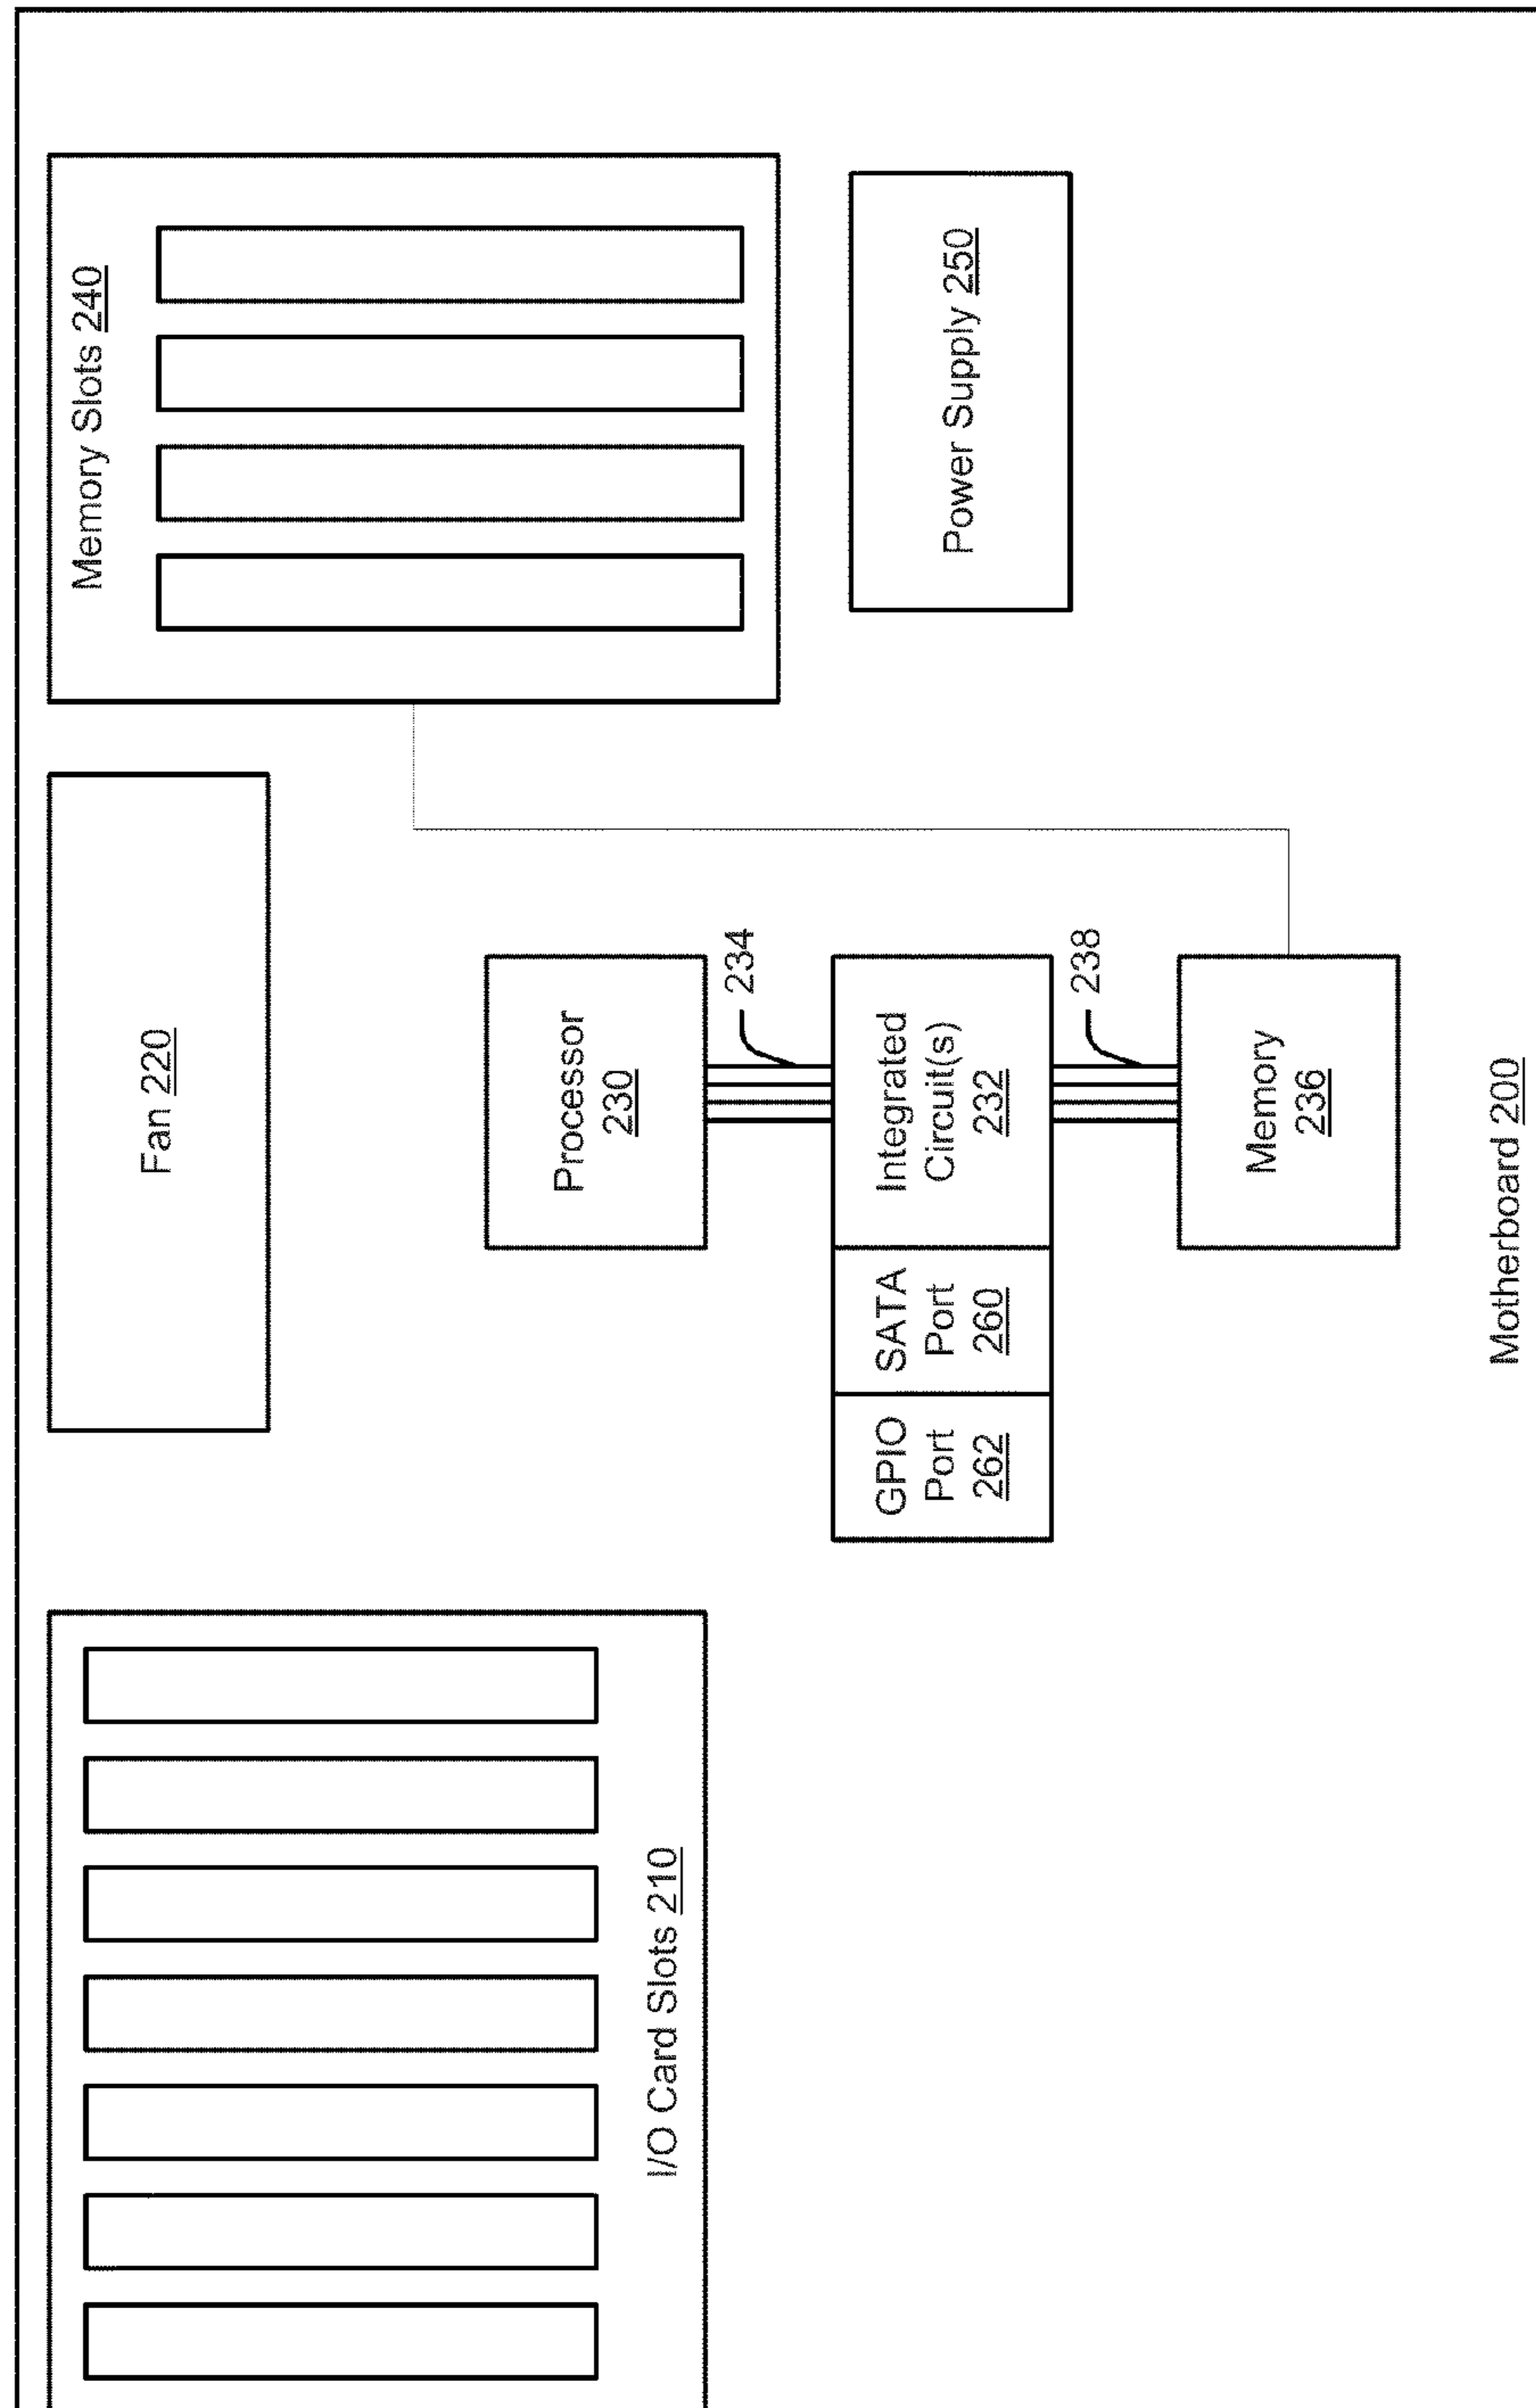 I/O Card Slots 210
Fan 220
Memory Slots 240
Processor
230
234
GPIO
Port
262
SATA
Port
260
Integrated
Circuit(s)
232
238
Memory
236
Power Supply 250
Motherboard 200